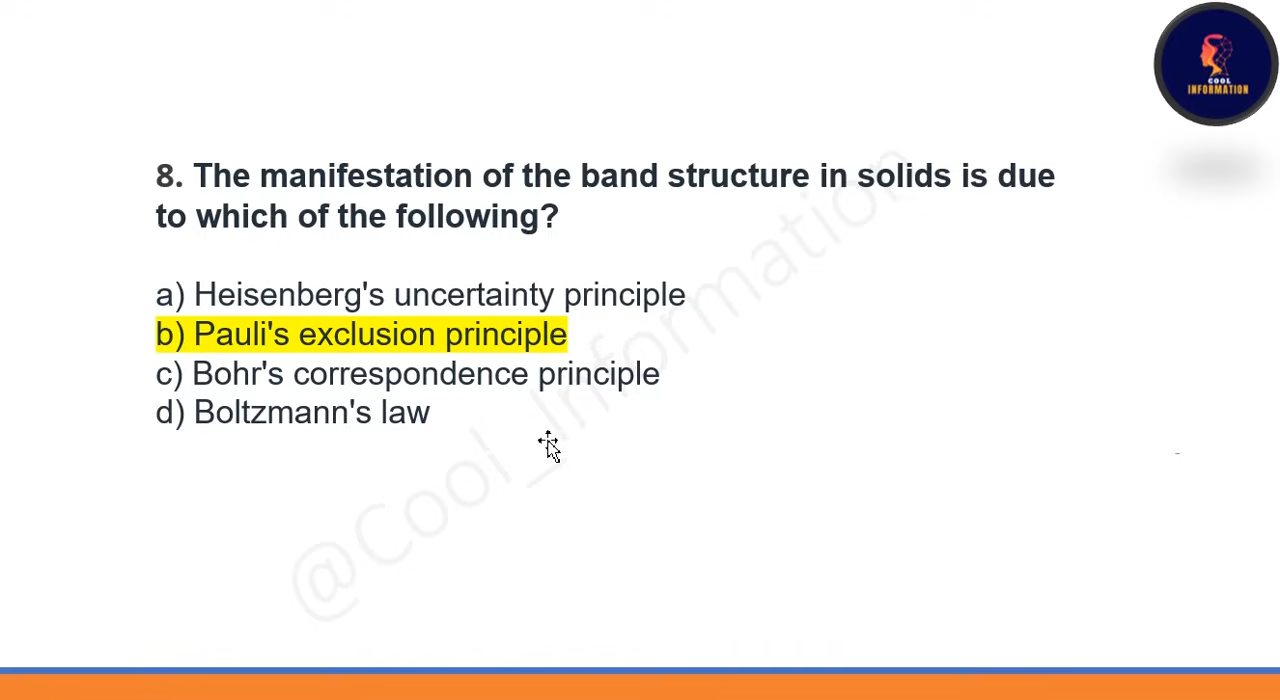 COOL
INFORMATION
8. The manifestation of the band structure in solids is due
to which of the following?
a) Heisenberg's uncertainty principle
b) Pauli's exclusion principle
c) Bohr's correspondence principle
d) Boltzmann's law
@Cool_Information